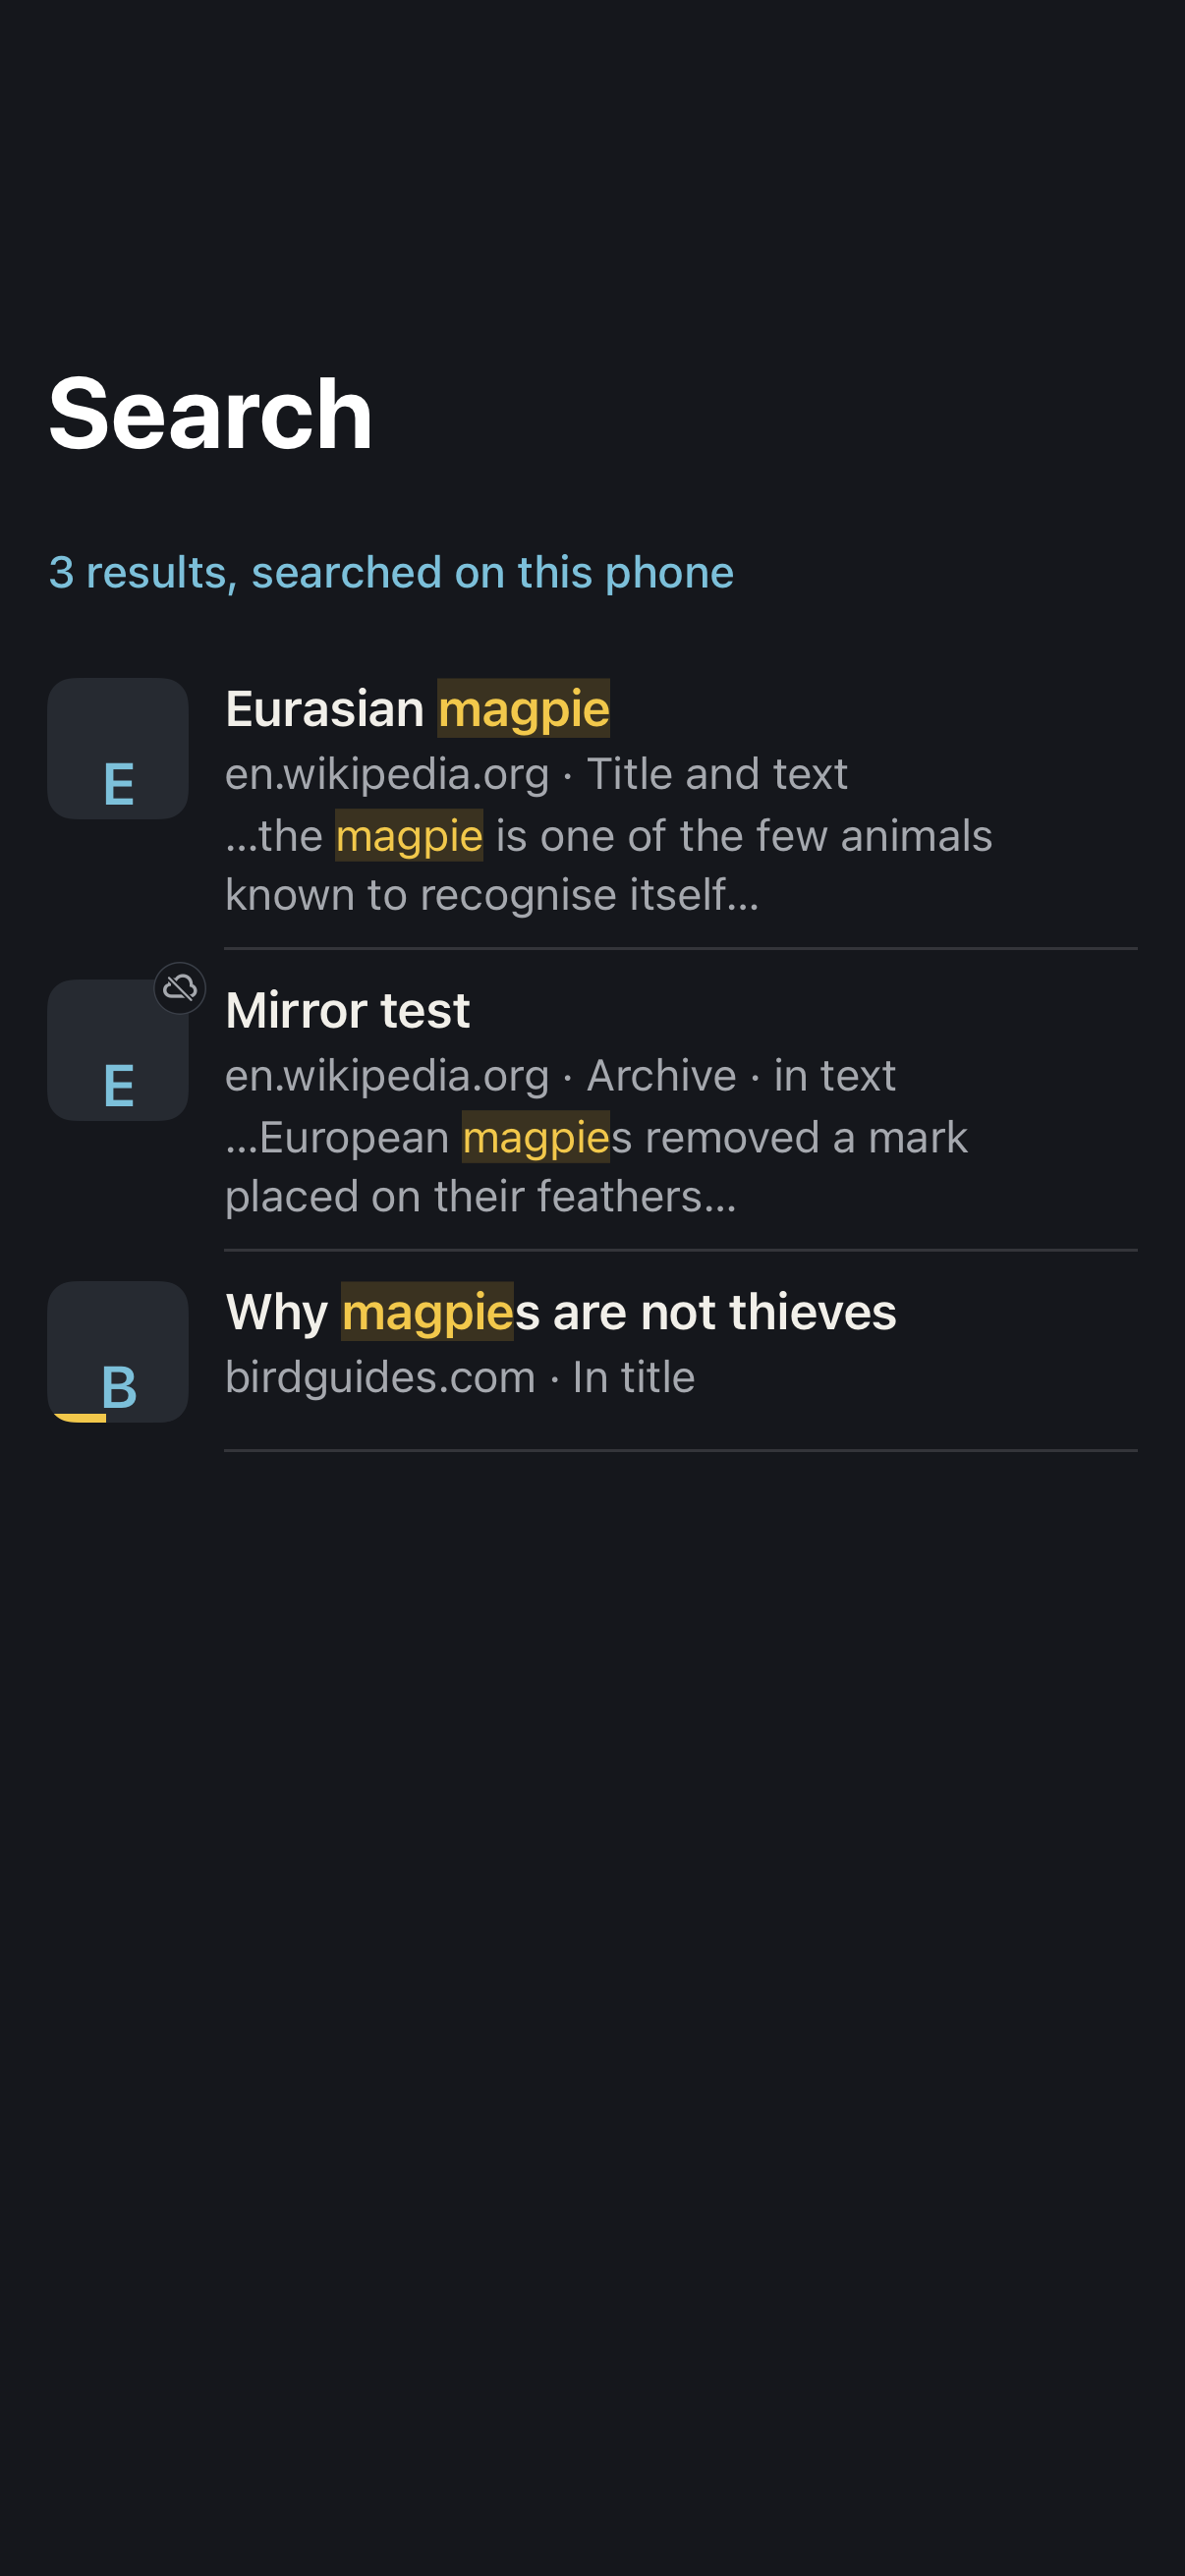 Search
3 results, searched on this phone
E
Eurasian magpie
en.wikipedia.org · Title and text
...the magpie is one of the few animals
known to recognise itself...
E
Mirror test
en.wikipedia.org · Archive · in text
...European magpies removed a mark
placed on their feathers...
B
Why magpies are not thieves
birdguides.com · In title